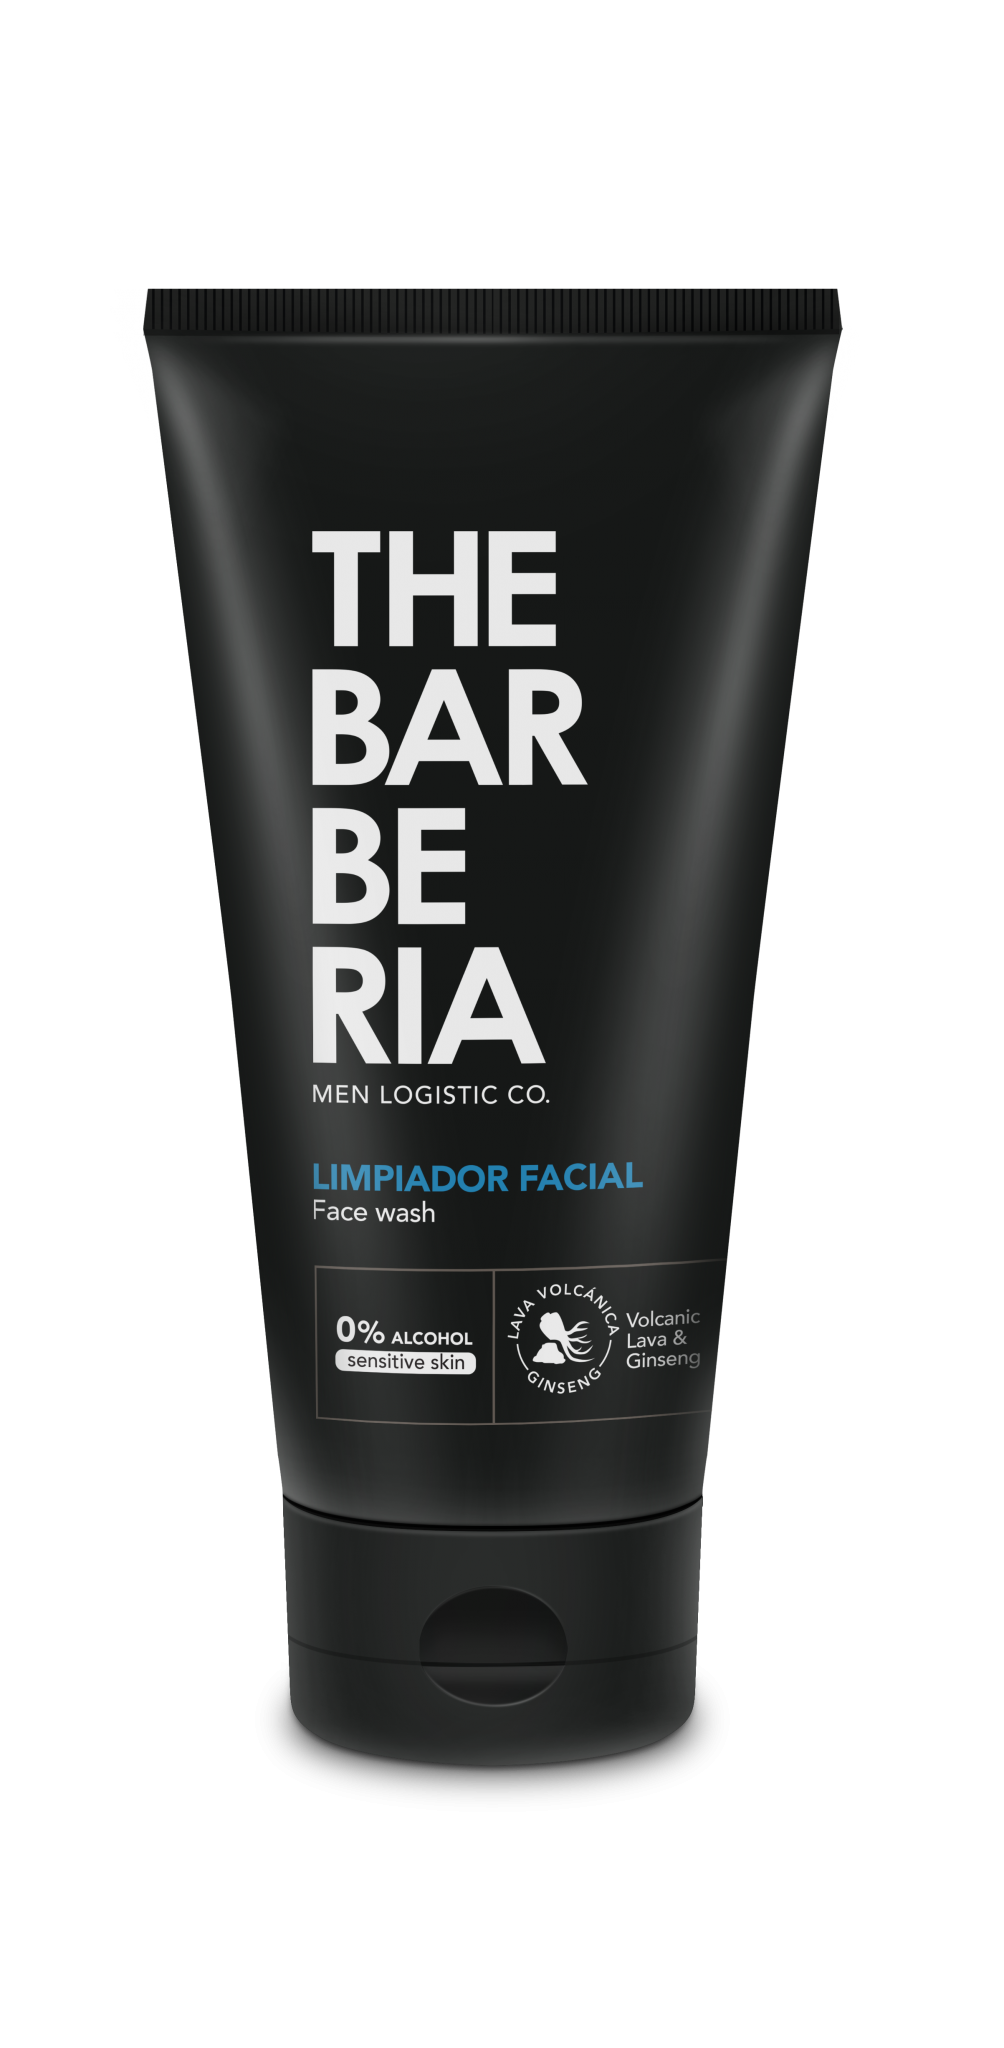 THE
BAR
BE
RIA
MEN LOGISTIC CO.
LIMPIADOR FACIAL
Face wash
0% ALCOHOL
sensitive skin
LAVA VOLCÁNICA
GINSENG
Volcanic
Lava &
Ginseng